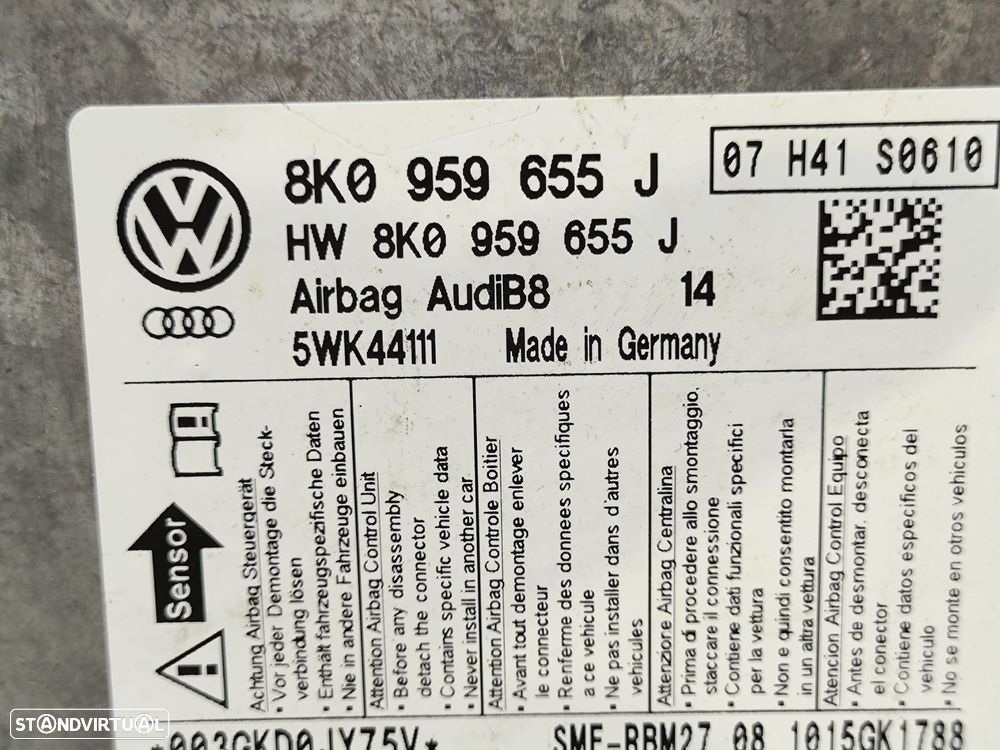 8K0 959 655 J
07 H41 S0610
HW 8K0 959 655 J
Airbag AudiB8 14
5WK44111 Made in Germany
Sensor
Achtung Airbag Steuergerät
• Vor jeder Demontage die Steck-
verbindung lösen
• Enthält fahrzeugspezifische Daten
• Nie in andere Fahrzeuge einbauen
Attention Airbag Control Unit
• Before any disassembly
detach the connector
• Contains specific vehicle data
• Never install in another car
Attention Airbag Controle Boitier
• Avant tout demontage enlever
le connecteur
• Renferme des donnees specifiques
a ce vehicule
• Ne pas installer dans d'autres
vehicules
Attenzione Airbag Centralina
• Prima di procedere allo smontaggio,
staccare il connessione
• Contiene dati funzionali specifici
per la vettura
• Non e quindi consentito montarla
in un altra vettura
Atencion Airbag Control Equipo
• Antes de desmontar, desconecta
el conector
• Contiene datos especificos del
vehiculo
• No se monte en otros vehiculos
*003GKD0JY75V*
SME-RBM27.08.1015GK1788
STANDVIRTUAL